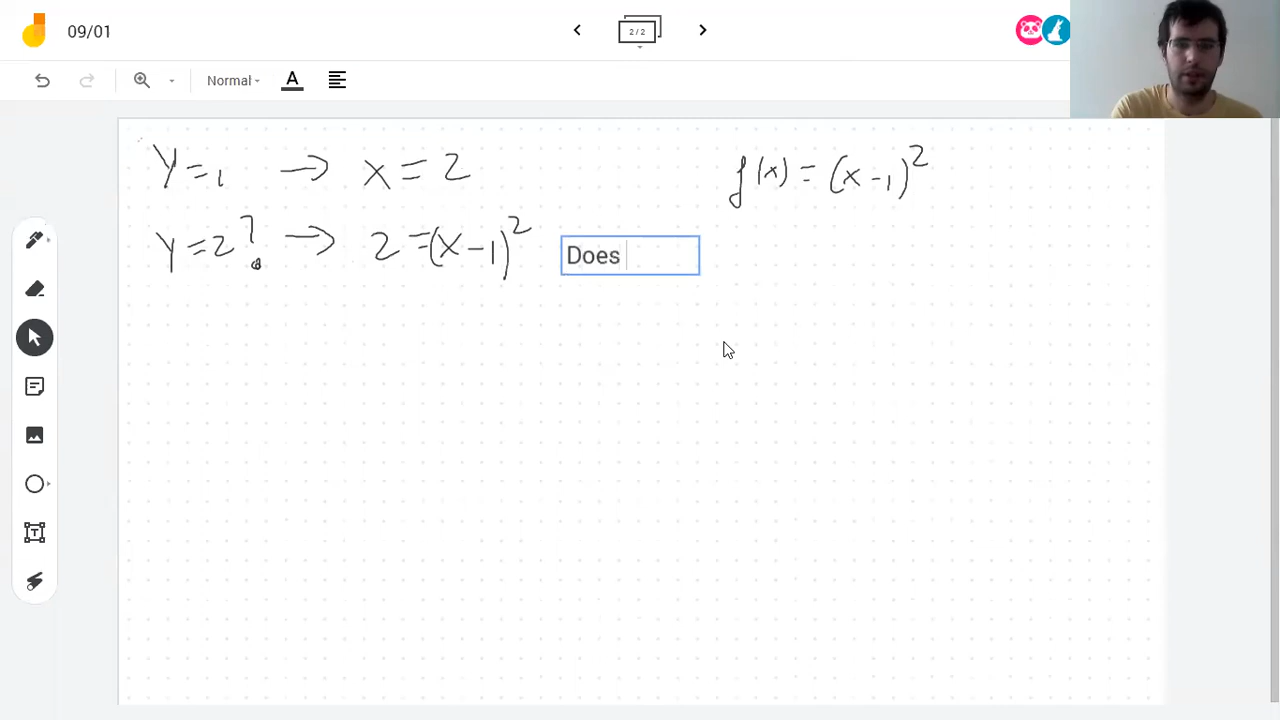 09/01
2 / 2
Normal
A
Y=1 → x=2
f(x)=(x-1)²
Y=2? → 2=(x-1)²
Does
T